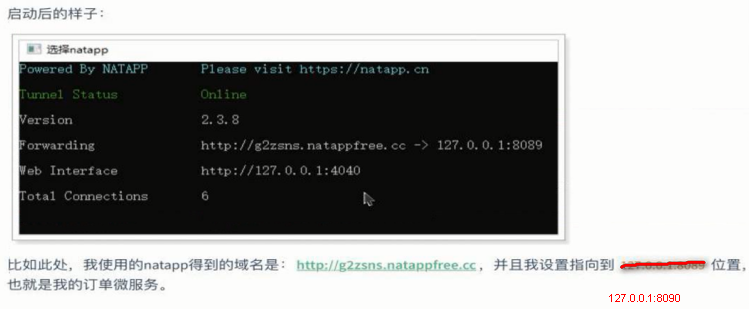 启动后的样子：
选择natapp
Powered By NATAPP Please visit https://natapp.cn
Tunnel Status Online
Version 2.3.8
Forwarding http://g2zsns.natappfree.cc -> 127.0.0.1:8089
Web Interface http://127.0.0.1:4040
Total Connections 6
比如此处，我使用的natapp得到的域名是：http://g2zsns.natappfree.cc，并且我设置指向到 127.0.0.1:8089 位置，
也就是我的订单微服务。
127.0.0.1:8090